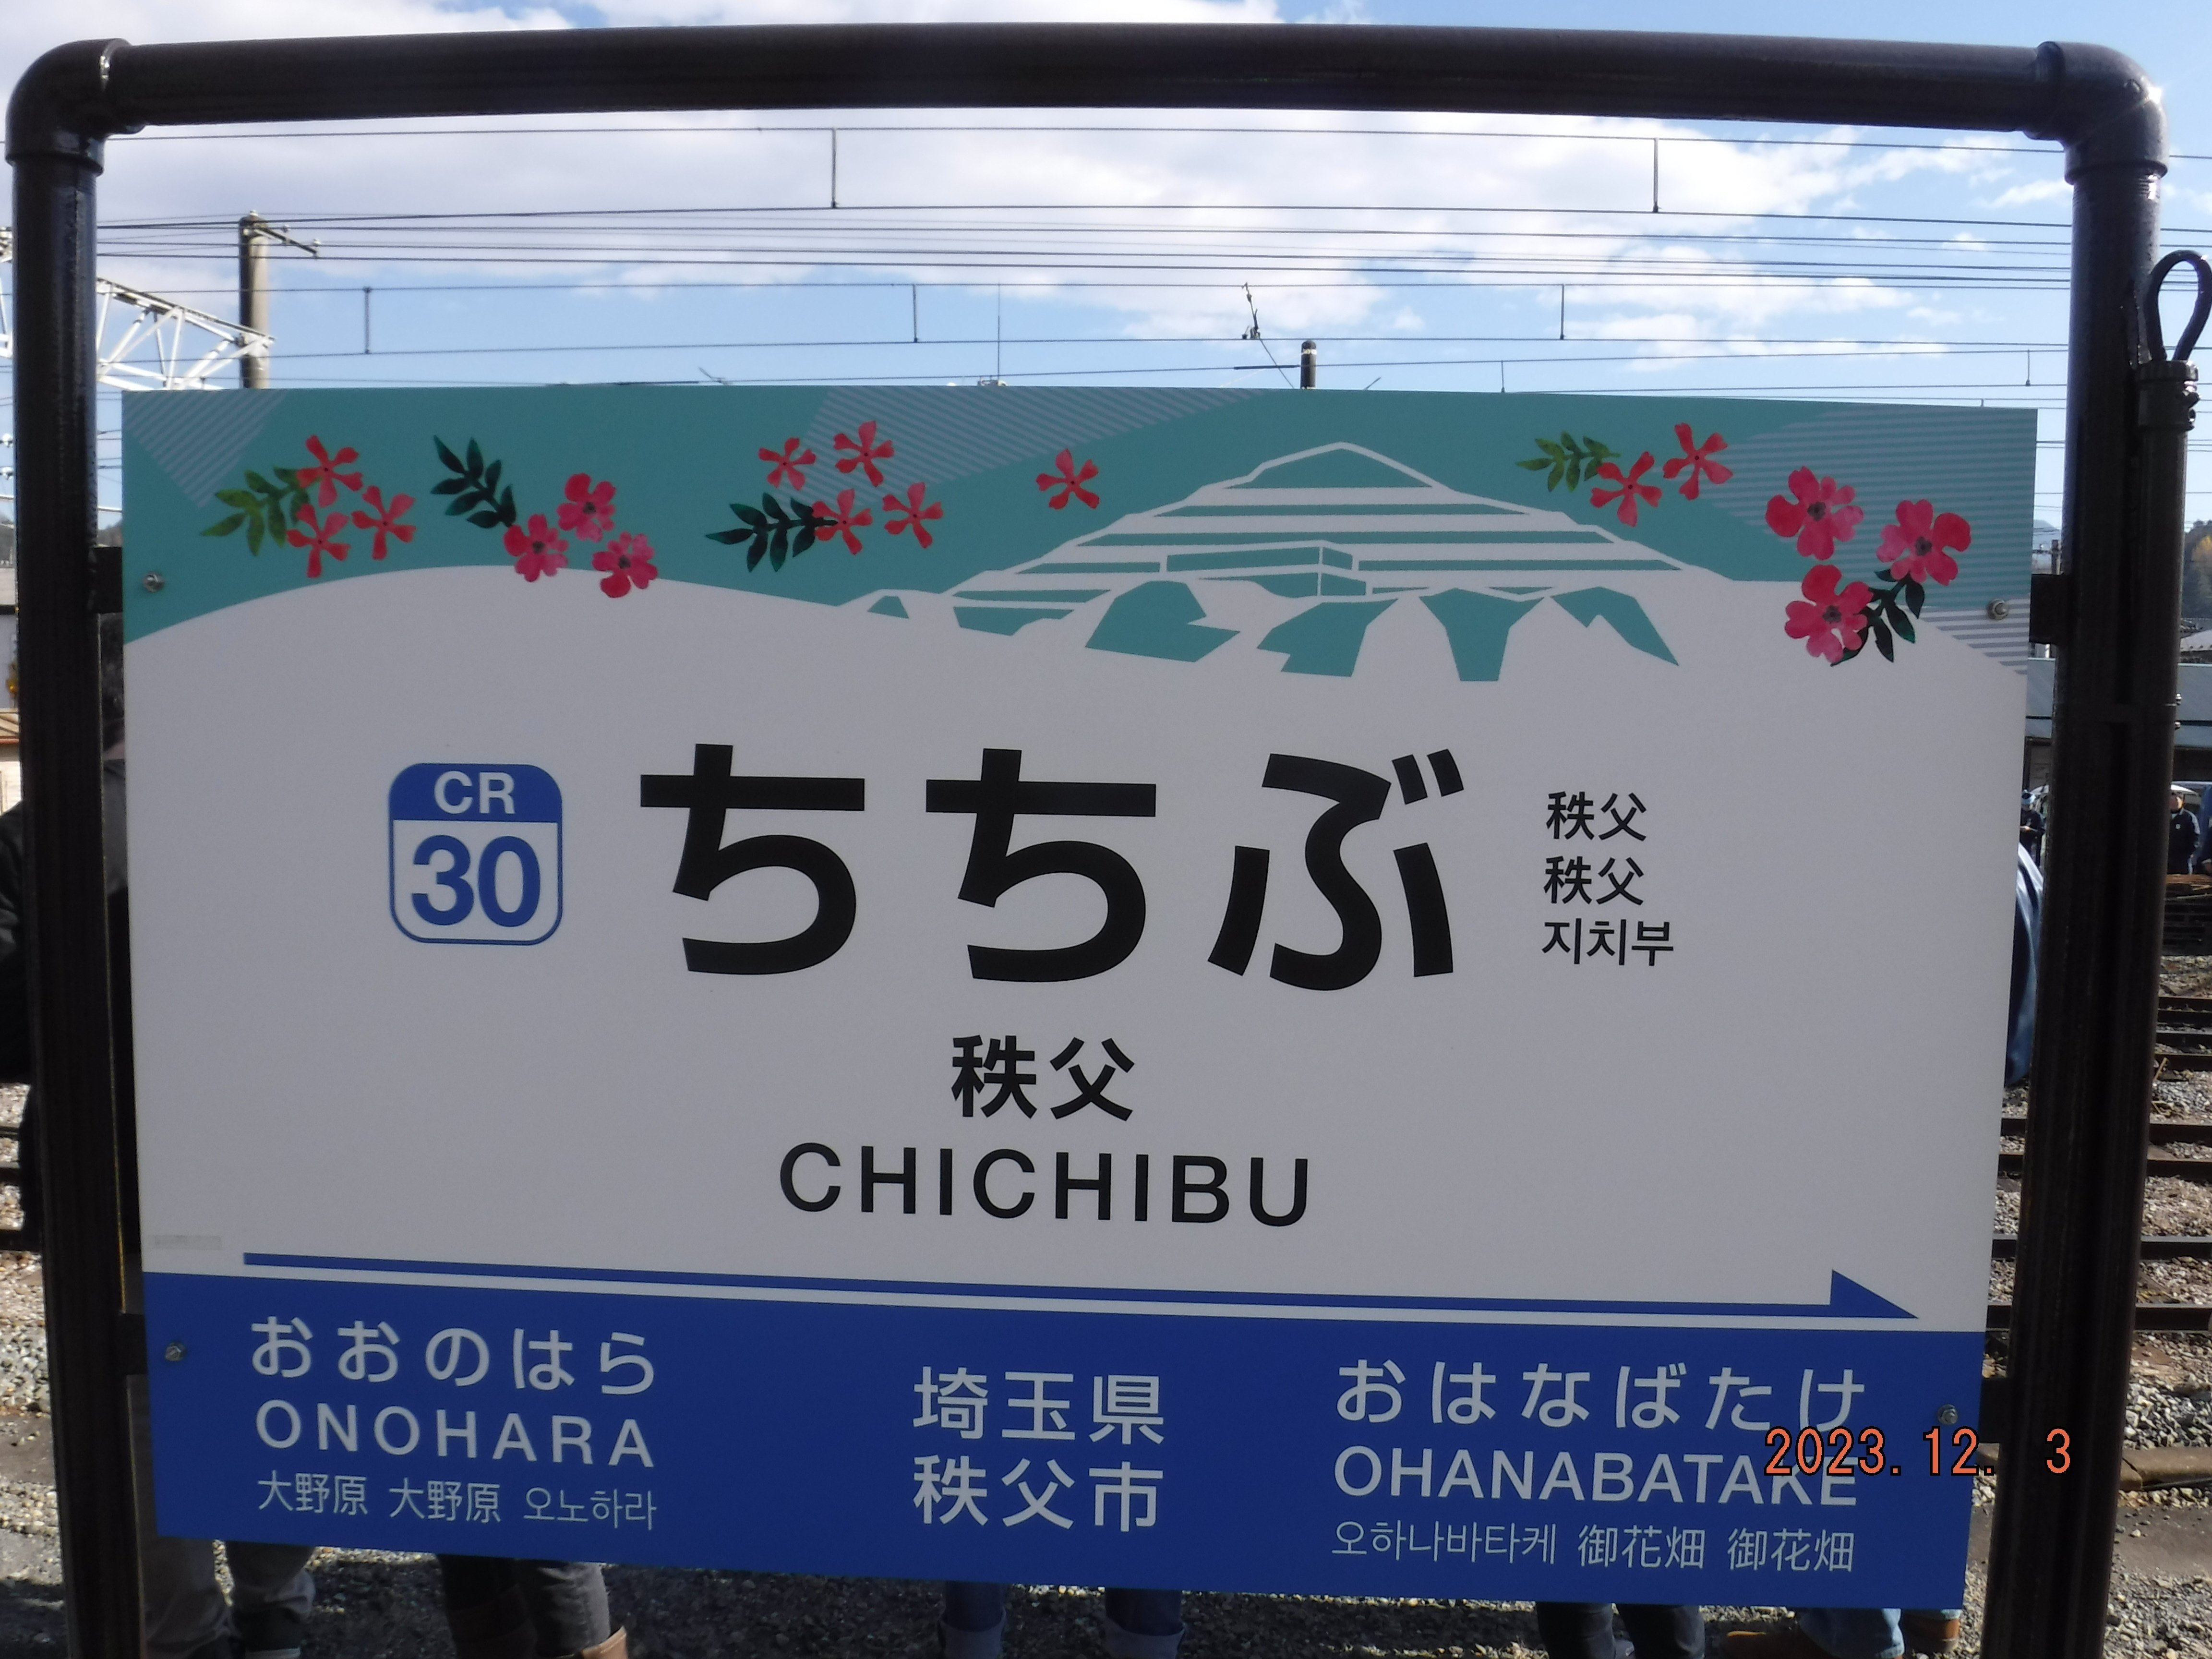 CR
30
ちちぶ
秩父
秩父
지치부
秩父
CHICHIBU
おおのはら
ONOHARA
大野原 大野原 오노하라
埼玉県
秩父市
おはなばたけ
OHANABATAKE
오하나바타케 御花畑 御花畑
2023.12. 3